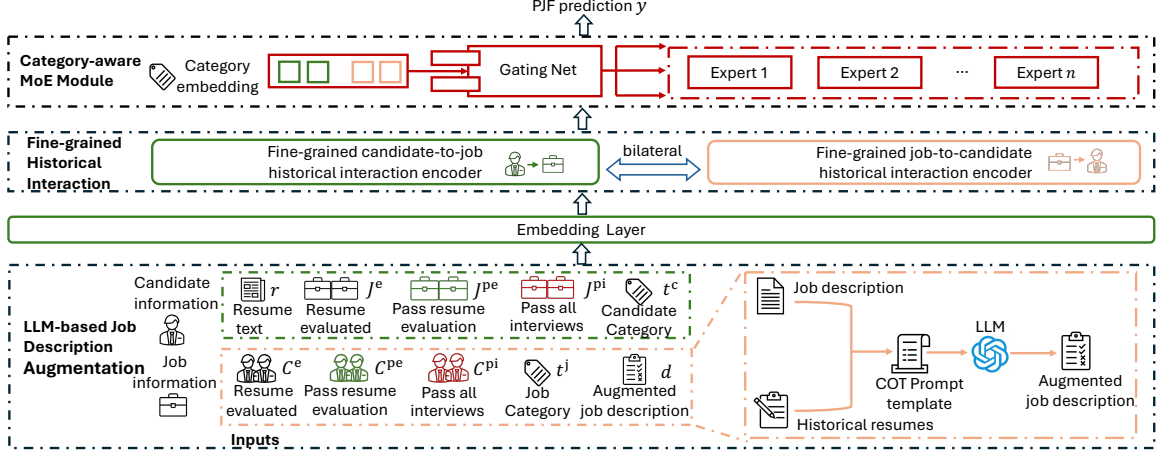 PJF prediction y
Category-aware
MoE Module
Category
embedding
Gating Net
Expert 1
Expert 2
...
Expert n
Fine-grained
Historical
Interaction
Fine-grained candidate-to-job
historical interaction encoder
bilateral
Fine-grained job-to-candidate
historical interaction encoder
Embedding Layer
LLM-based Job
Description
Augmentation
Candidate
information
Job
information
r
Resume
text
J^e
Resume
evaluated
J^pe
Pass resume
evaluation
J^pi
Pass all
interviews
t^c
Candidate
Category
C^e
Resume
evaluated
C^pe
Pass resume
evaluation
C^pi
Pass all
interviews
t^j
Job
Category
d
Augmented
job description
Inputs
Job description
Historical resumes
COT Prompt
template
LLM
Augmented
job description